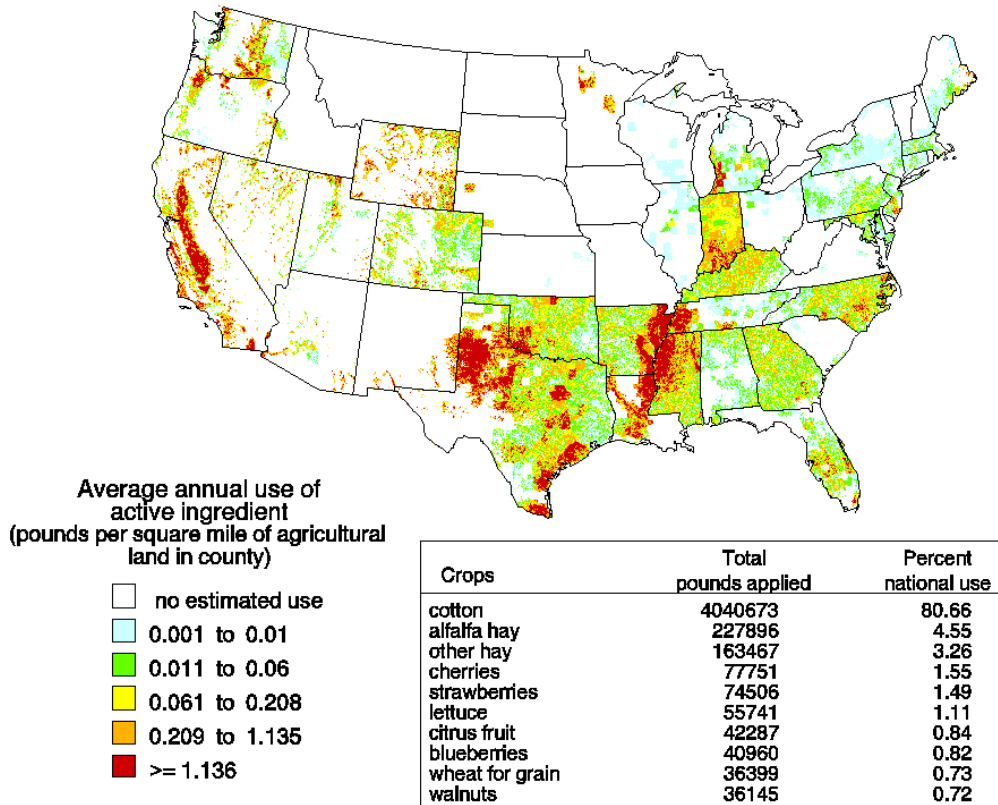 Average annual use of
active ingredient
(pounds per square mile of agricultural
land in county)
no estimated use
0.001 to 0.01
0.011 to 0.06
0.061 to 0.208
0.209 to 1.135
>= 1.136
Crops Total pounds applied Percent national use
cotton 4040673 80.66
alfalfa hay 227896 4.55
other hay 163467 3.26
cherries 77751 1.55
strawberries 74506 1.49
lettuce 55741 1.11
citrus fruit 42287 0.84
blueberries 40960 0.82
wheat for grain 36399 0.73
walnuts 36145 0.72